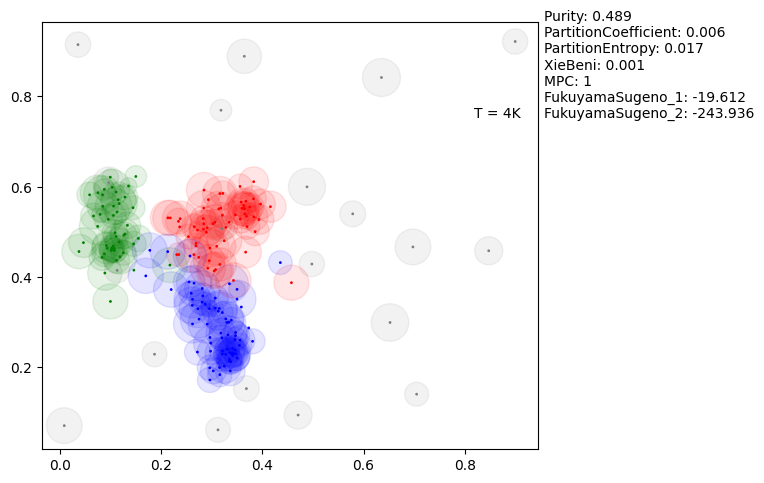 Purity: 0.489
PartitionCoefficient: 0.006
PartitionEntropy: 0.017
XieBeni: 0.001
MPC: 1
FukuyamaSugeno_1: -19.612
FukuyamaSugeno_2: -243.936
T = 4K
0.8
0.6
0.4
0.2
0.0
0.2
0.4
0.6
0.8